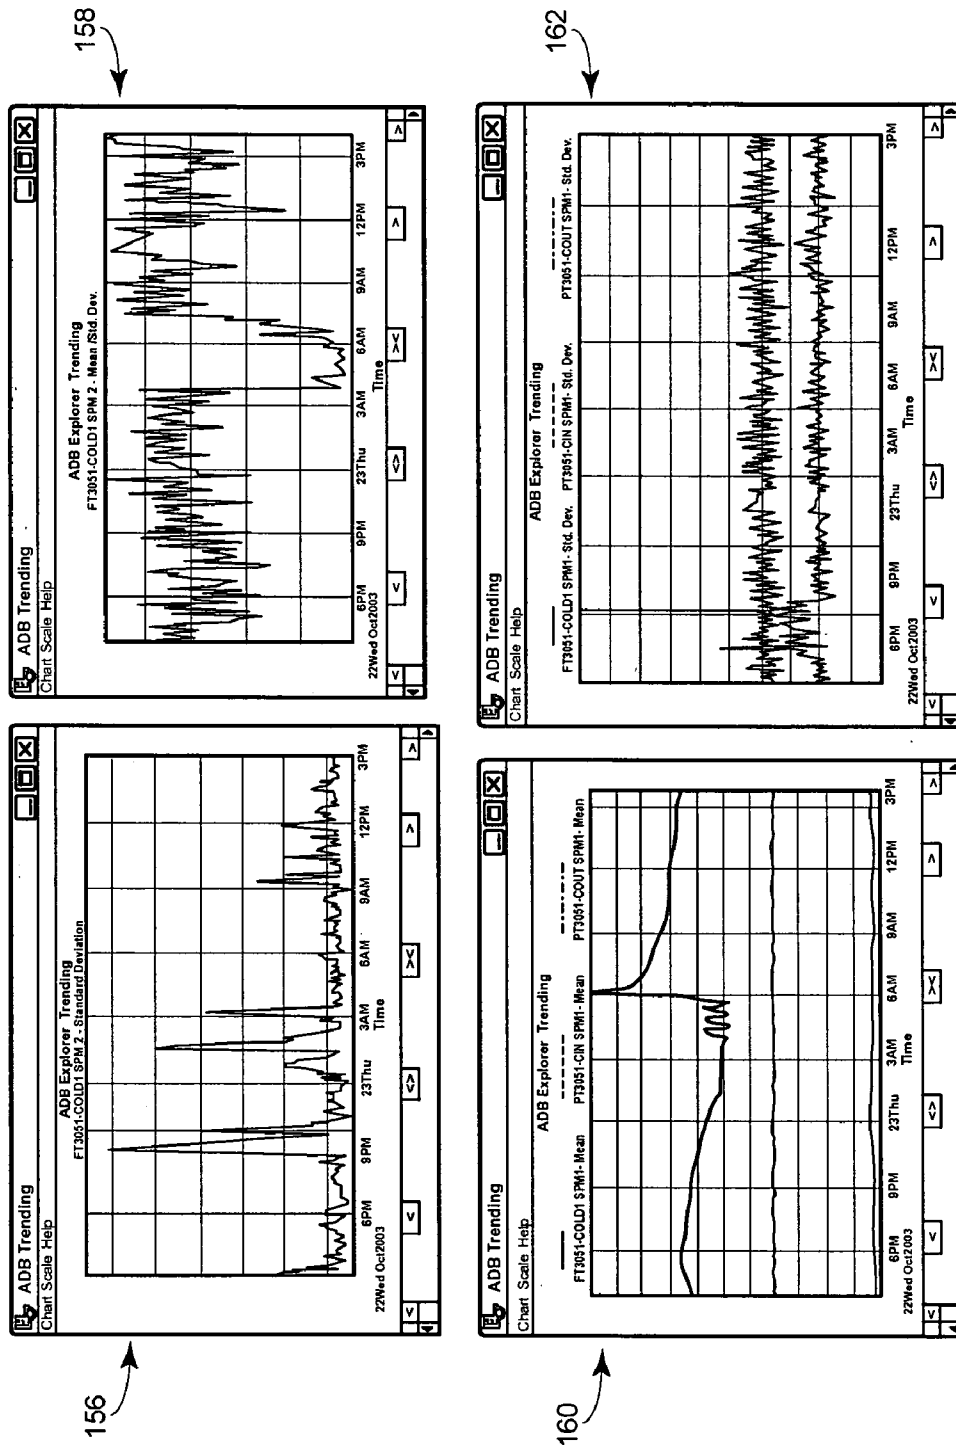 156
ADB Trending
Chart Scale Help
ADB Explorer Trending
FT3051-COLD1 SPM 2 - Standard Deviation
6PM 9PM 23Thu 3AM 6AM 9AM 12PM 3PM
22Wed Oct2003
Time
< < << >> > >
158
ADB Trending
Chart Scale Help
ADB Explorer Trending
FT3051-COLD1 SPM 2 - Mean /Std. Dev.
6PM 9PM 23Thu 3AM 6AM 9AM 12PM 3PM
22Wed Oct2003
Time
< < << >> > >
160
ADB Trending
Chart Scale Help
ADB Explorer Trending
FT3051-COLD1 SPM1- Mean PT3051-CIN SPM1- Mean PT3051-COUT SPM1- Mean
6PM 9PM 23Thu 3AM 6AM 9AM 12PM 3PM
22Wed Oct2003
Time
< < << >> > >
162
ADB Trending
Chart Scale Help
ADB Explorer Trending
FT3051-COLD1 SPM1- Std. Dev. PT3051-CIN SPM1- Std. Dev. PT3051-COUT SPM1- Std. Dev.
6PM 9PM 23Thu 3AM 6AM 9AM 12PM 3PM
22Wed Oct2003
Time
< < << >> > >